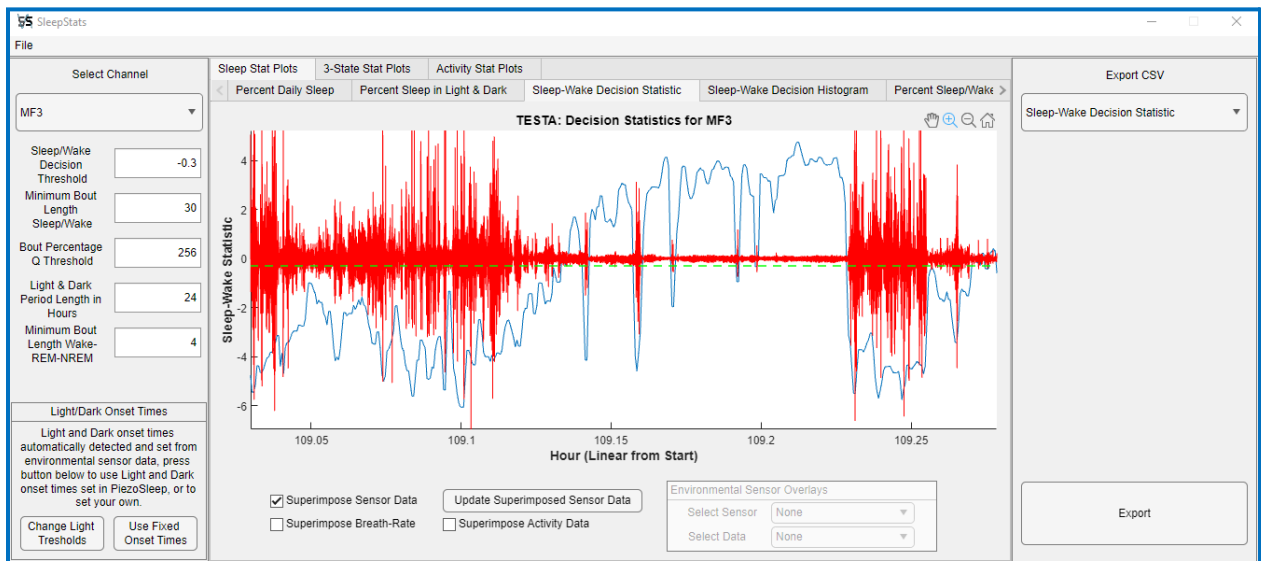 SS SleepStats
File
Select Channel
MF3
Sleep/Wake
Decision
Threshold
-0.3
Minimum Bout
Length
Sleep/Wake
30
Bout Percentage
Q Threshold
256
Light & Dark
Period Length in
Hours
24
Minimum Bout
Length Wake-
REM-NREM
4
Light/Dark Onset Times
Light and Dark onset times
automatically detected and set from
environmental sensor data, press
button below to use Light and Dark
onset times set in PiezoSleep, or to
set your own.
Change Light
Tresholds
Use Fixed
Onset Times
Sleep Stat Plots 3-State Stat Plots Activity Stat Plots
Percent Daily Sleep Percent Sleep in Light & Dark Sleep-Wake Decision Statistic Sleep-Wake Decision Histogram Percent Sleep/Wake
TESTA: Decision Statistics for MF3
Sleep-Wake Statistic
4
2
0
-2
-4
-6
109.05 109.1 109.15 109.2 109.25
Hour (Linear from Start)
Superimpose Sensor Data
Update Superimposed Sensor Data
Superimpose Breath-Rate
Superimpose Activity Data
Environmental Sensor Overlays
Select Sensor None
Select Data None
Export CSV
Sleep-Wake Decision Statistic
Export